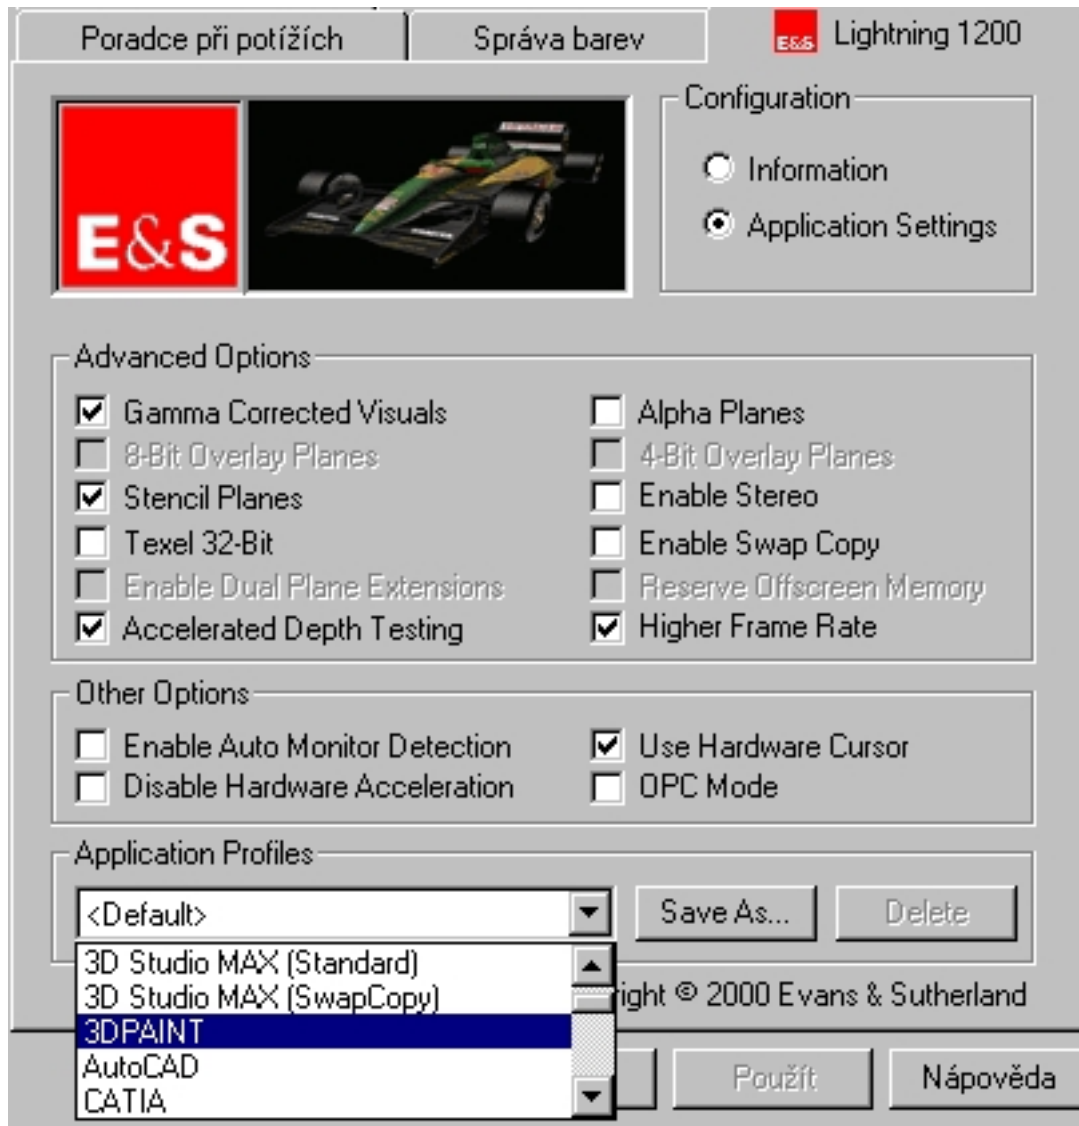 Poradce při potížích
Správa barev
E&S Lightning 1200
E&S
Configuration
Information
Application Settings
Advanced Options
Gamma Corrected Visuals
Alpha Planes
8-Bit Overlay Planes
4-Bit Overlay Planes
Stencil Planes
Enable Stereo
Texel 32-Bit
Enable Swap Copy
Enable Dual Plane Extensions
Reserve Offscreen Memory
Accelerated Depth Testing
Higher Frame Rate
Other Options
Enable Auto Monitor Detection
Use Hardware Cursor
Disable Hardware Acceleration
OPC Mode
Application Profiles
<Default>
Save As...
Delete
3D Studio MAX (Standard)
3D Studio MAX (SwapCopy)
3DPAINT
AutoCAD
CATIA
right © 2000 Evans & Sutherland
Použít
Nápověda